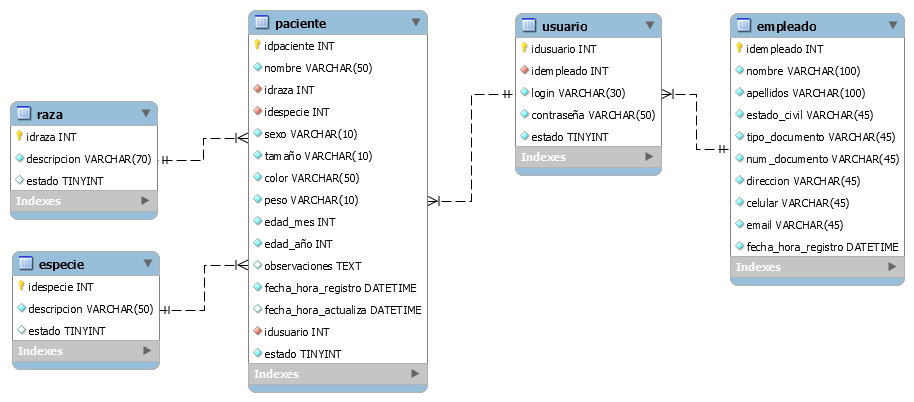 raza
idraza INT
descripcion VARCHAR(70)
estado TINYINT
Indexes
especie
idespecie INT
descripcion VARCHAR(50)
estado TINYINT
Indexes
paciente
idpaciente INT
nombre VARCHAR(50)
idraza INT
idespecie INT
sexo VARCHAR(10)
tamaño VARCHAR(10)
color VARCHAR(50)
peso VARCHAR(10)
edad_mes INT
edad_año INT
observaciones TEXT
fecha_hora_registro DATETIME
fecha_hora_actualiza DATETIME
idusuario INT
estado TINYINT
Indexes
usuario
idusuario INT
idempleado INT
login VARCHAR(30)
contraseña VARCHAR(50)
estado TINYINT
Indexes
empleado
idempleado INT
nombre VARCHAR(100)
apellidos VARCHAR(100)
estado_civil VARCHAR(45)
tipo_documento VARCHAR(45)
num_documento VARCHAR(45)
direccion VARCHAR(45)
celular VARCHAR(45)
email VARCHAR(45)
fecha_hora_registro DATETIME
Indexes